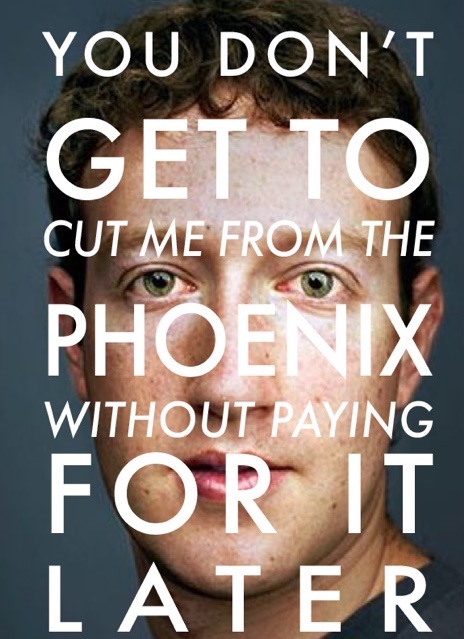 YOU DON'T
GET TO
CUT ME FROM THE
PHOENIX
WITHOUT PAYING
FOR IT
LATER